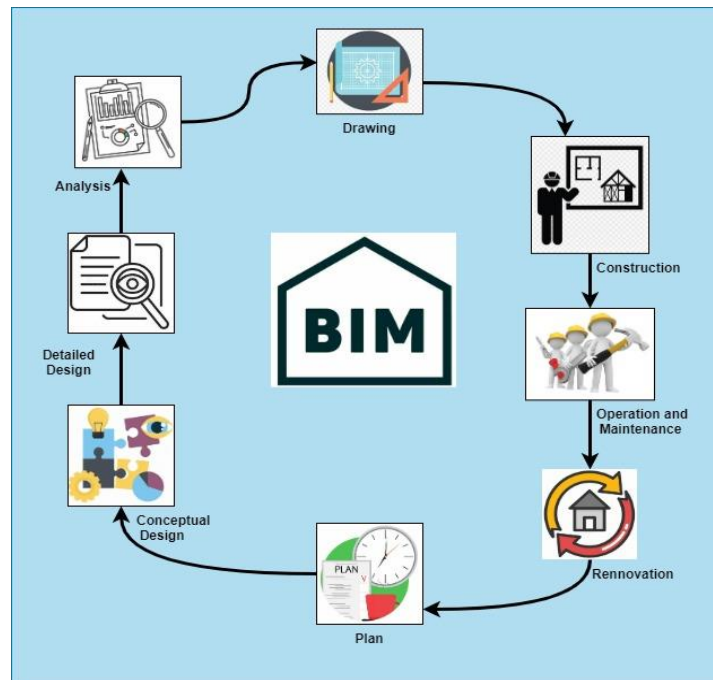 Drawing
Analysis
Construction
BIM
Detailed
Design
Operation and
Maintenance
Conceptual
Design
PLAN
Rennovation
Plan